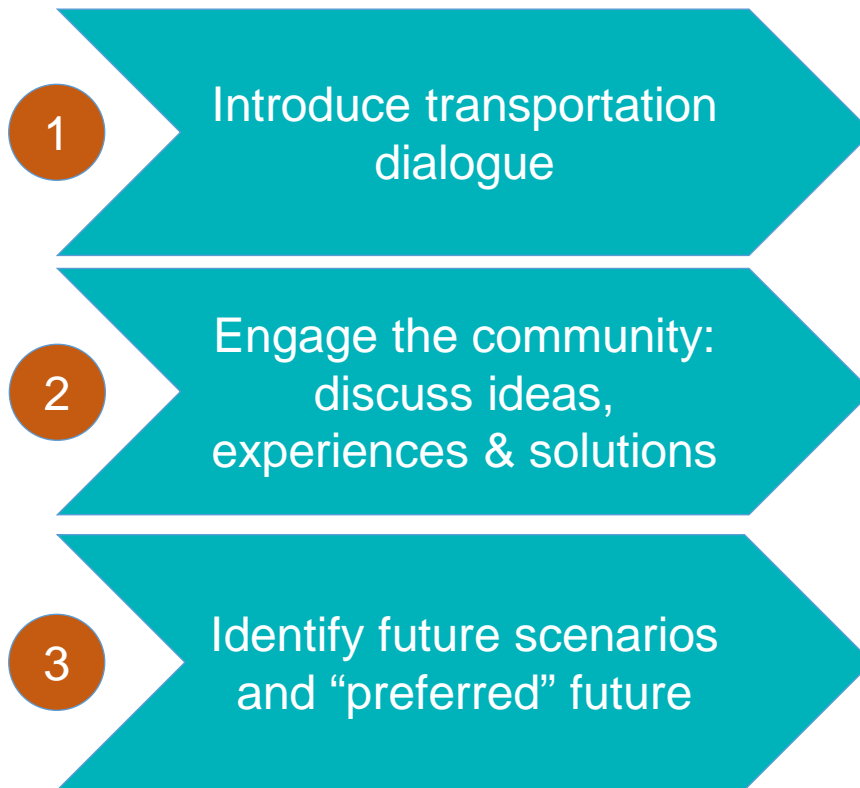 1
Introduce transportation
dialogue
2
Engage the community:
discuss ideas,
experiences & solutions
3
Identify future scenarios
and “preferred” future